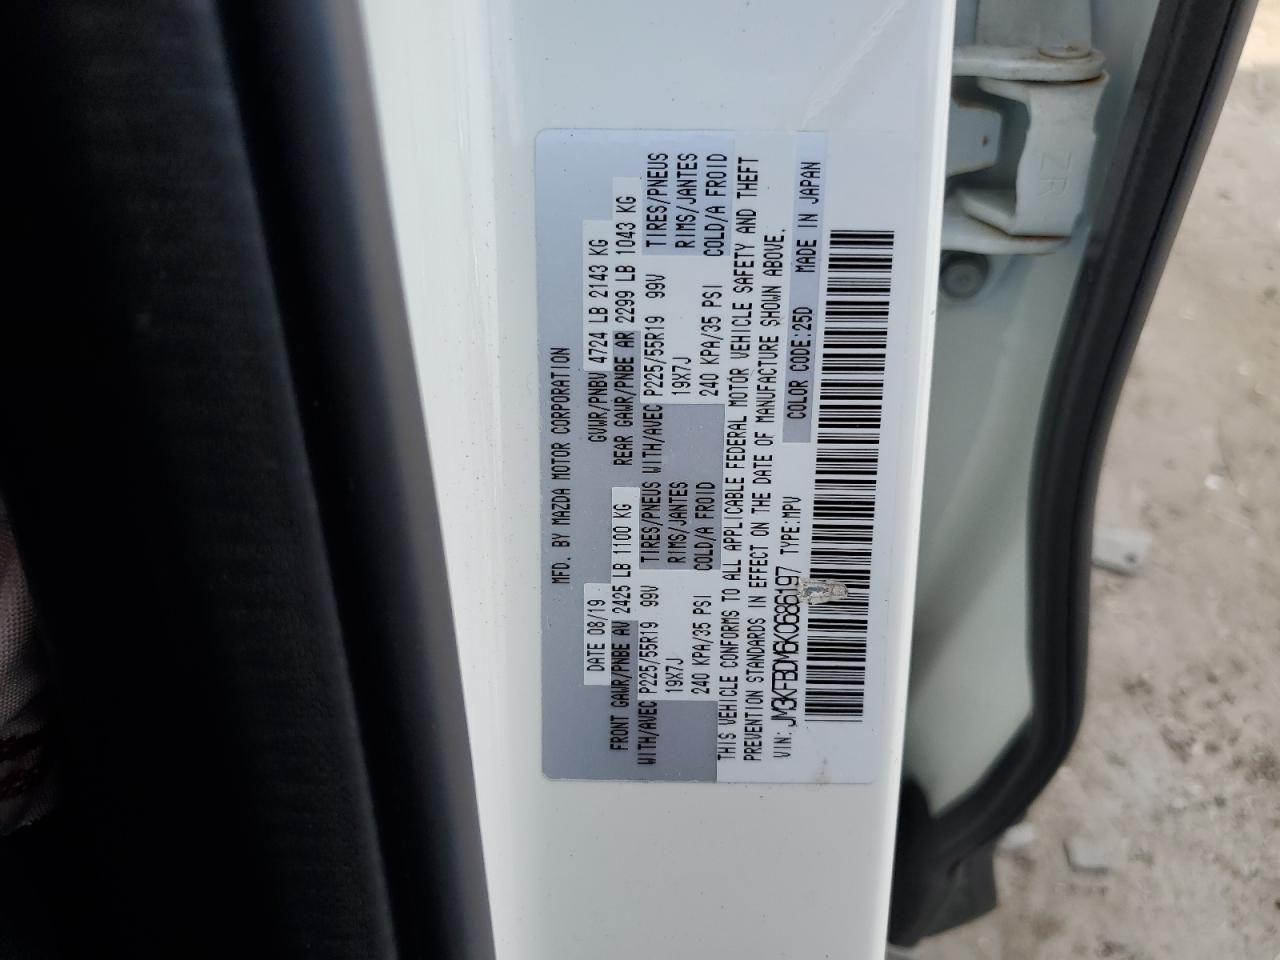 MFD. BY MAZDA MOTOR CORPORATION
DATE 08/19 GVWR/PNBV 4724 LB 2143 KG
FRONT GAWR/PNBE AV 2425 LB 1100 KG REAR GAWR/PNBE AR 2299 LB 1043 KG
WITH/AVEC P225/55R19 99V TIRES/PNEUS WITH/AVEC P225/55R19 99V TIRES/PNEUS
19X7J RIMS/JANTES 19X7J RIMS/JANTES
240 KPA/35 PSI COLD/A FROID 240 KPA/35 PSI COLD/A FROID
THIS VEHICLE CONFORMS TO ALL APPLICABLE FEDERAL MOTOR VEHICLE SAFETY AND THEFT
PREVENTION STANDARDS IN EFFECT ON THE DATE OF MANUFACTURE SHOWN ABOVE.
VIN: JM3KFBDM6K0686197 TYPE:MPV COLOR CODE:25D MADE IN JAPAN
ZR